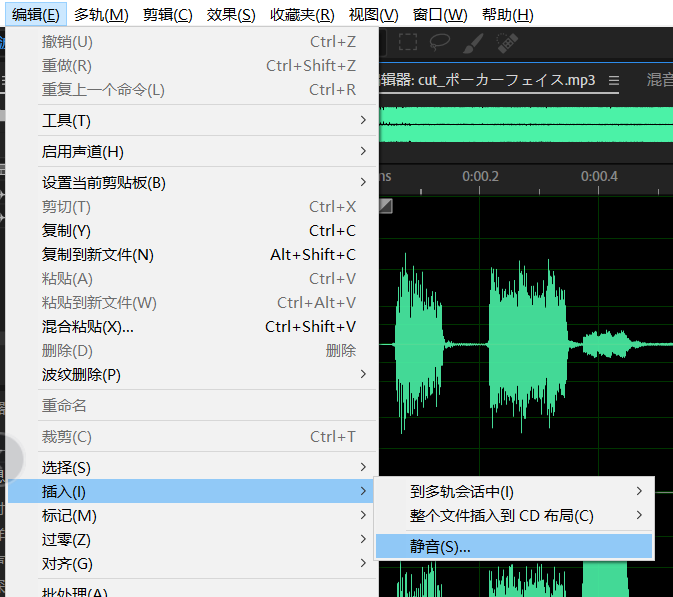 编辑(E) 多轨(M) 剪辑(C) 效果(S) 收藏夹(R) 视图(V) 窗口(W) 帮助(H)
撤销(U) Ctrl+Z
重做(R) Ctrl+Shift+Z
重复上一个命令(L) Ctrl+R
辑器: cut_ポーカーフェイス.mp3 ☰ 混音
工具(T)
启用声道(H)
设置当前剪贴板(B)
ms 0:00.2 0:00.4
剪切(T) Ctrl+X
复制(Y) Ctrl+C
复制到新文件(N) Alt+Shift+C
粘贴(A) Ctrl+V
粘贴到新文件(W) Ctrl+Alt+V
混合粘贴(X)... Ctrl+Shift+V
删除(D) 删除
波纹删除(P)
重命名
裁剪(C) Ctrl+T
选择(S)
插入(I)
标记(M)
过零(Z)
对齐(G)
批处理(A)
到多轨会话中(I)
整个文件插入到 CD 布局(C)
静音(S)...